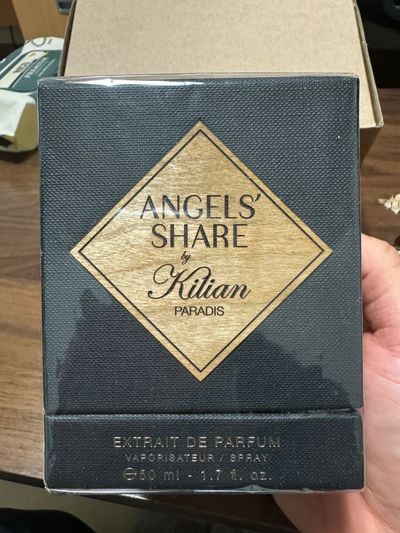 ANGELS'
SHARE
by
Kilian
PARADIS
EXTRAIT DE PARFUM
VAPORISATEUR / SPRAY
℮50 ml - 1.7 fl. oz.